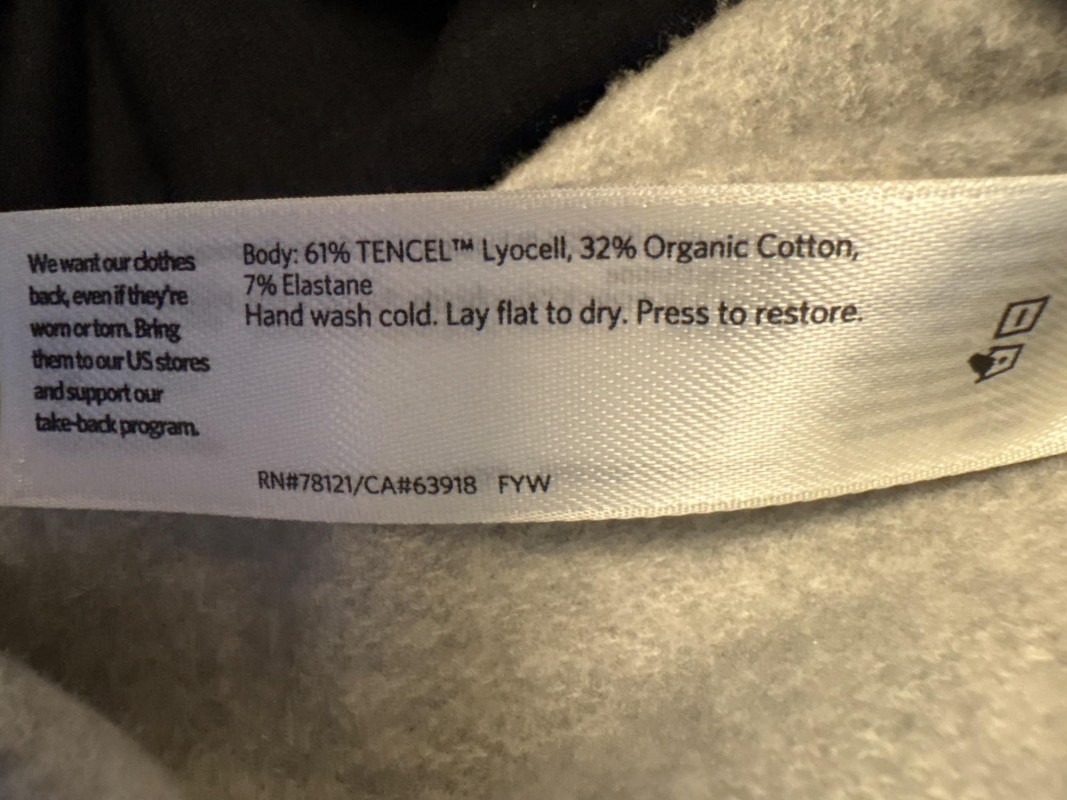 We want our clothes
back, even if they're
worn or torn. Bring
them to our US stores
and support our
take-back program.
Body: 61% TENCEL™ Lyocell, 32% Organic Cotton,
7% Elastane
Hand wash cold. Lay flat to dry. Press to restore.
RN#78121/CA#63918 FYW